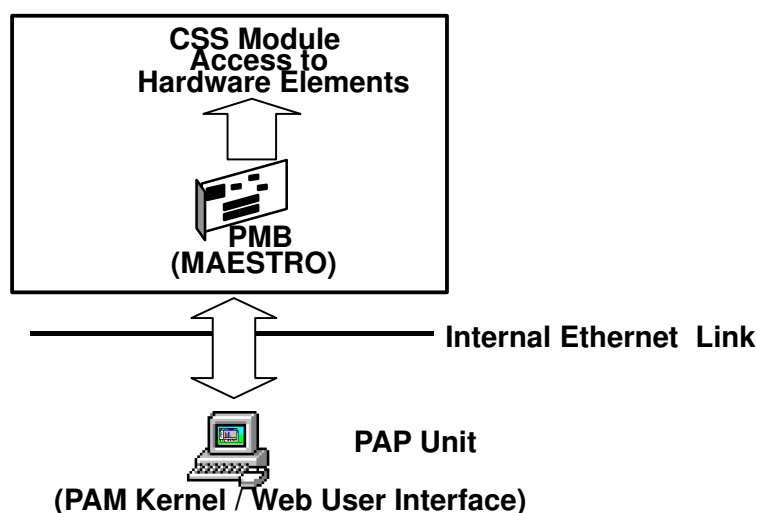 CSS Module
Access to
Hardware Elements
PMB
(MAESTRO)
Internal Ethernet Link
PAP Unit
(PAM Kernel / Web User Interface)